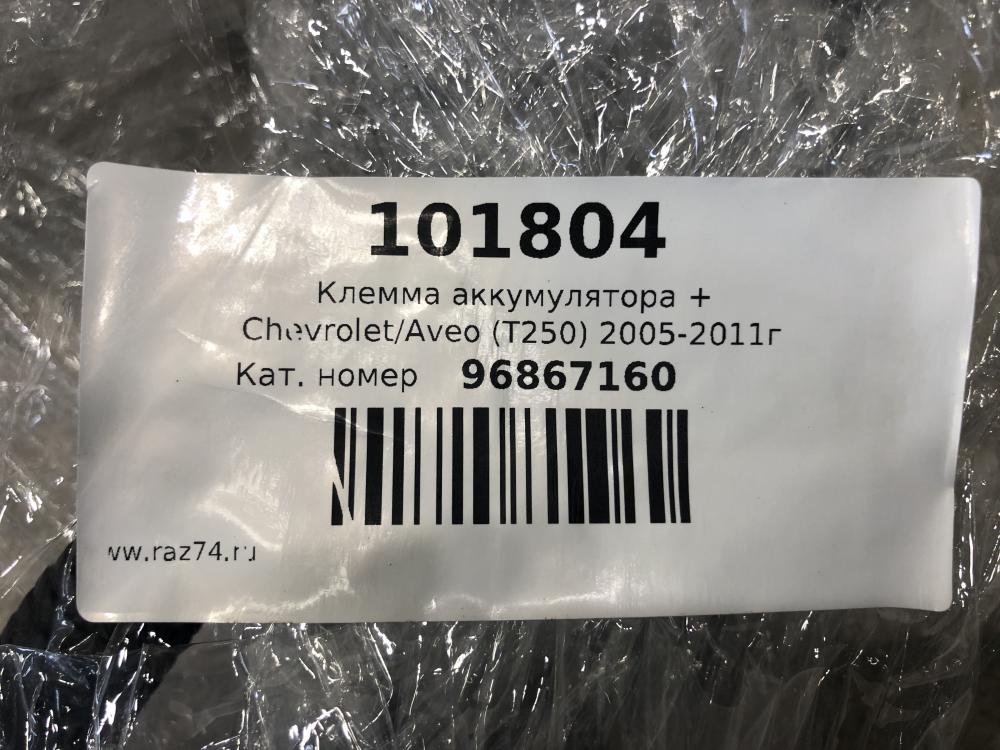 101804
Клемма аккумулятора +
Chevrolet/Aveo (T250) 2005-2011г
Кат. номер 96867160
ww.raz74.ru